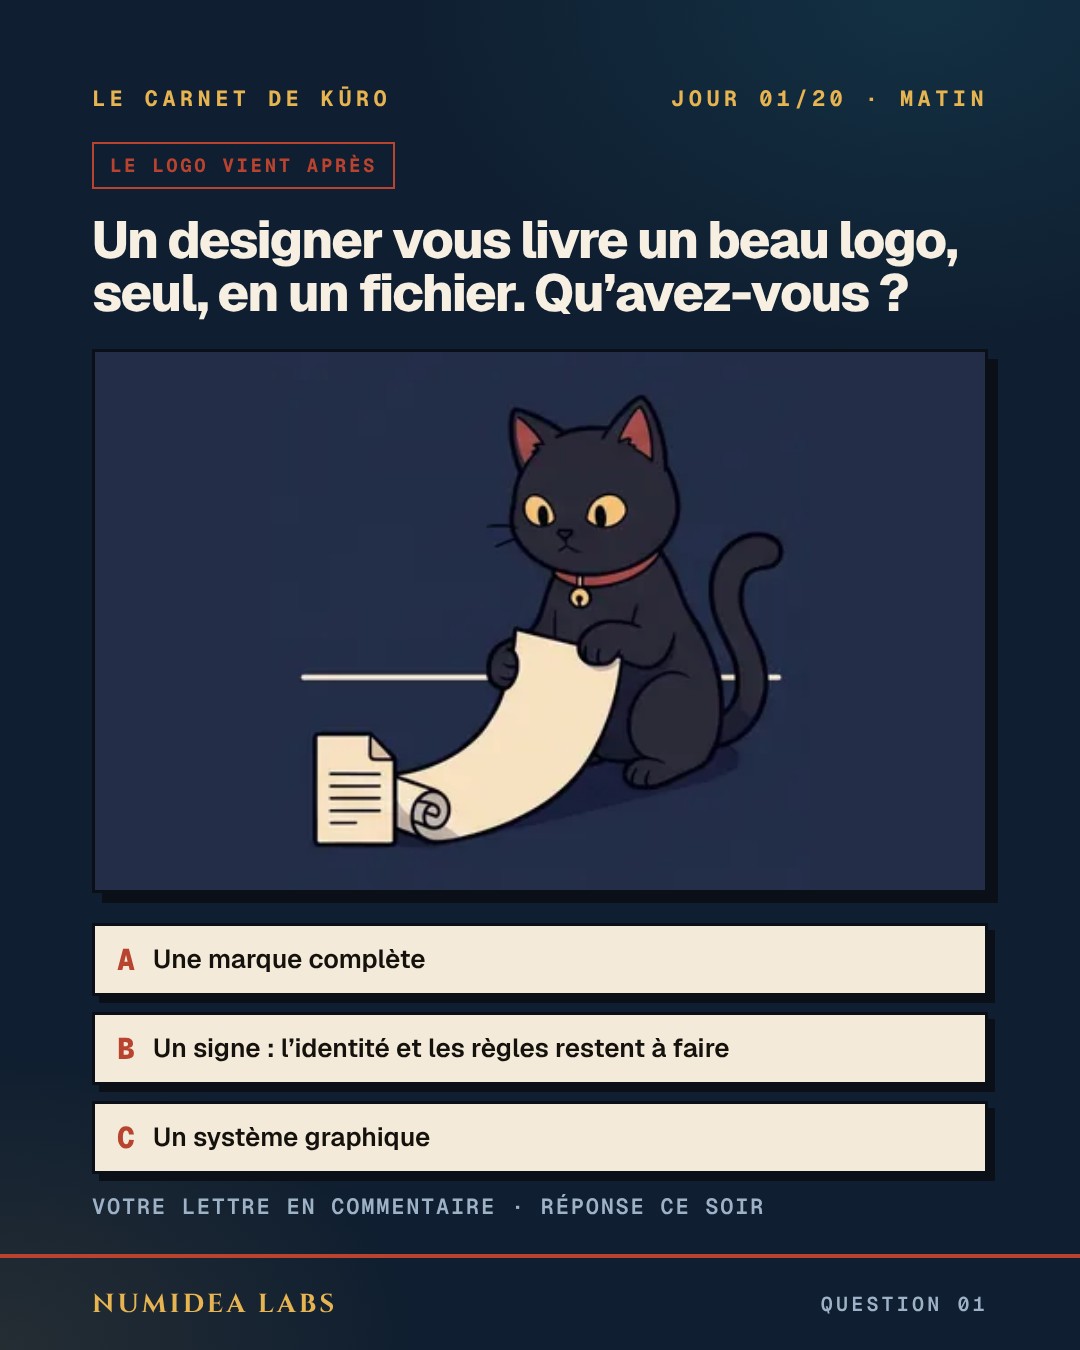 LE CARNET DE KŪRO
JOUR 01/20 · MATIN
LE LOGO VIENT APRÈS
Un designer vous livre un beau logo,
seul, en un fichier. Qu’avez-vous ?
A Une marque complète
B Un signe : l’identité et les règles restent à faire
C Un système graphique
VOTRE LETTRE EN COMMENTAIRE · RÉPONSE CE SOIR
NUMIDEA LABS
QUESTION 01